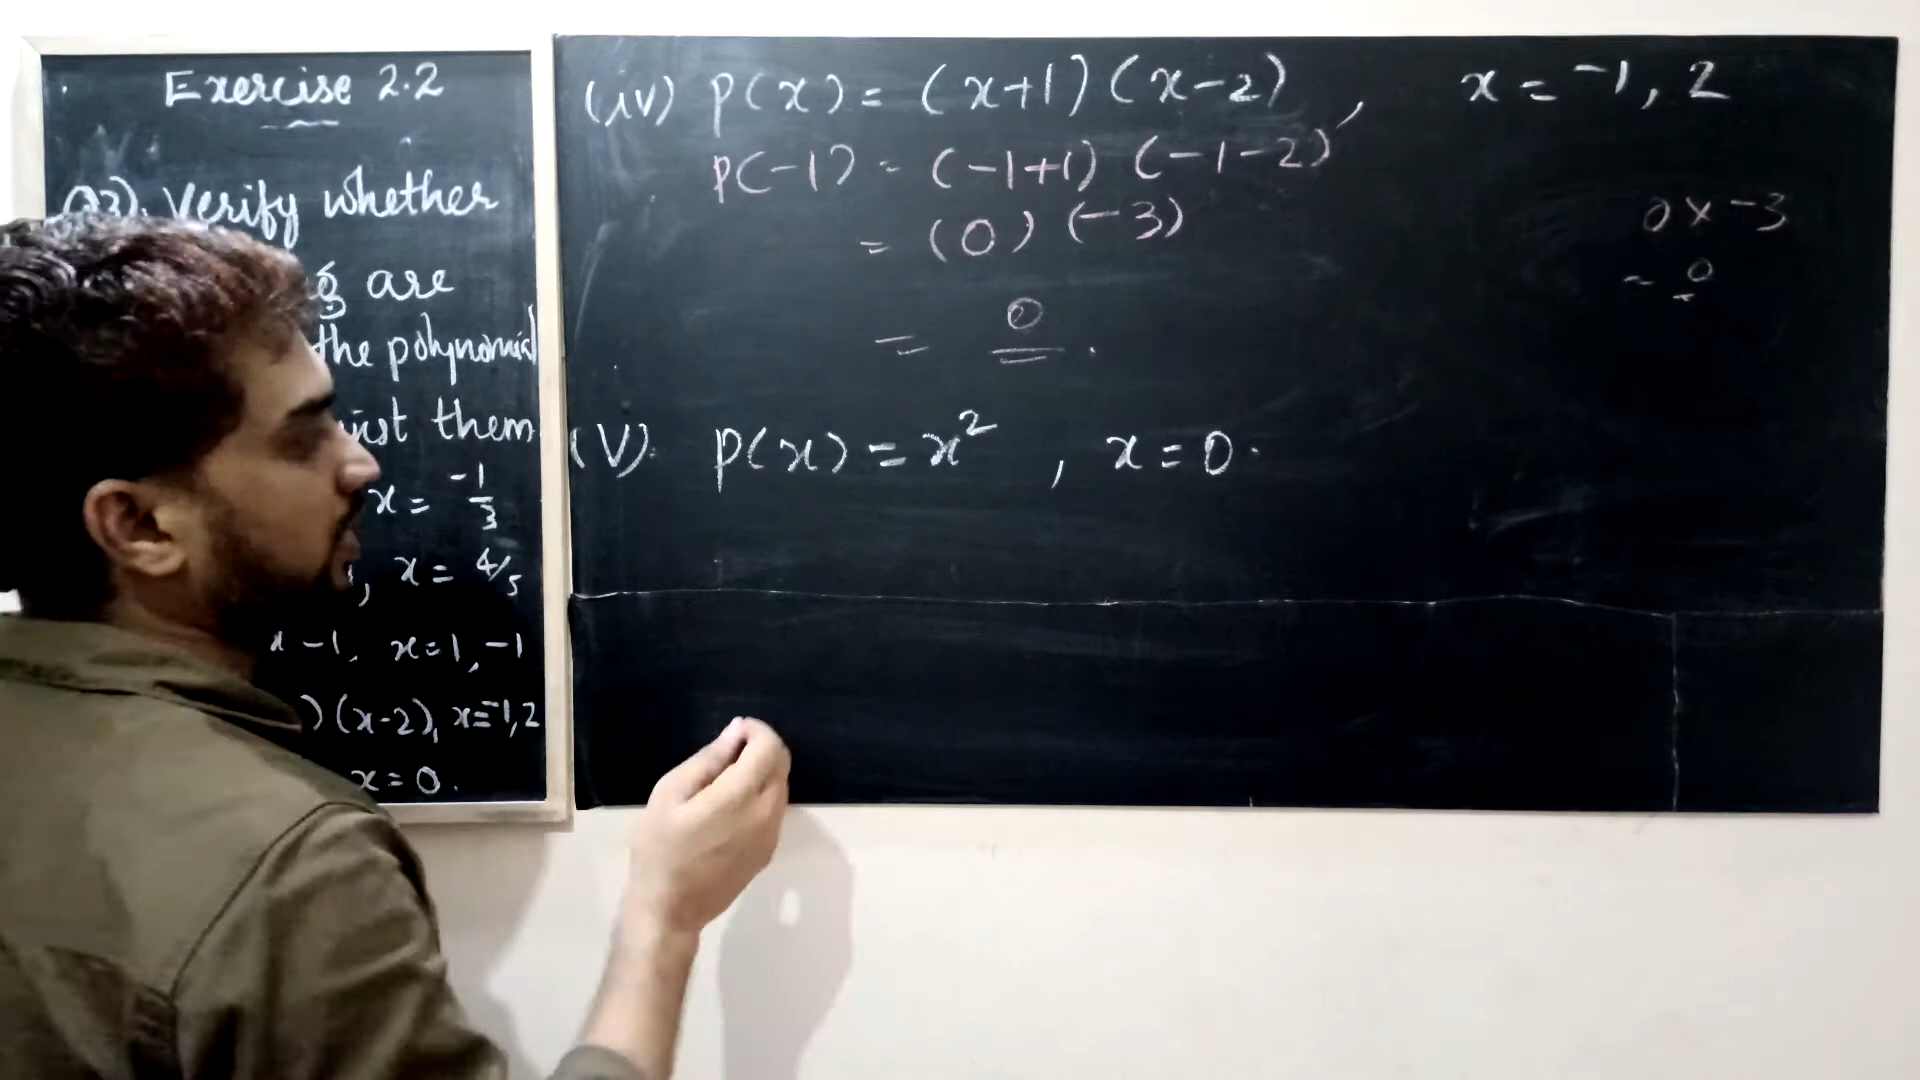 Exercise 2.2
Q3). Verify whether
are
the polynomial
them
x = -1/3
, x = 4/5
x - 1, x = 1, -1
) (x-2), x = -1, 2
x = 0.
(iv) p(x) = (x+1) (x-2) , x = -1, 2
p(-1) = (-1+1) (-1-2)
= (0) (-3)
= 0 .
0 x -3
= 0
(V). p(x) = x² , x = 0.